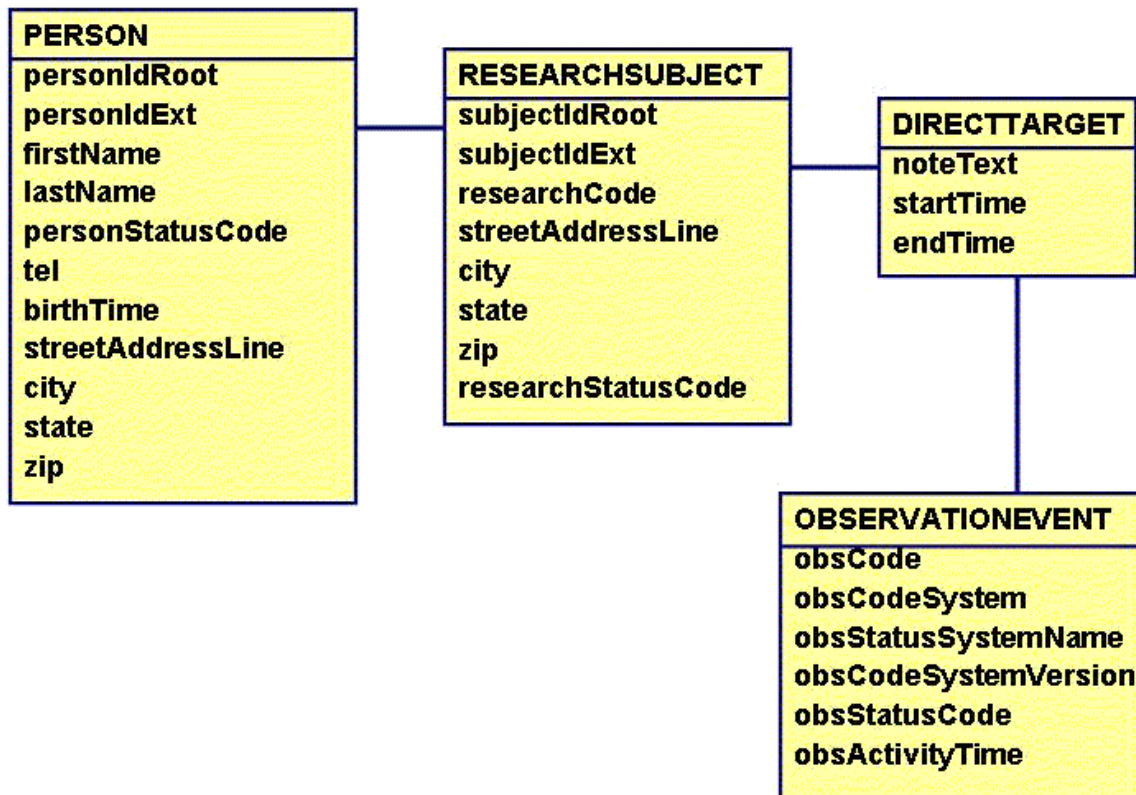 PERSON
personIdRoot
personIdExt
firstName
lastName
personStatusCode
tel
birthTime
streetAddressLine
city
state
zip
RESEARCHSUBJECT
subjectIdRoot
subjectIdExt
researchCode
streetAddressLine
city
state
zip
researchStatusCode
DIRECTTARGET
noteText
startTime
endTime
OBSERVATIONEVENT
obsCode
obsCodeSystem
obsStatusSystemName
obsCodeSystemVersion
obsStatusCode
obsActivityTime